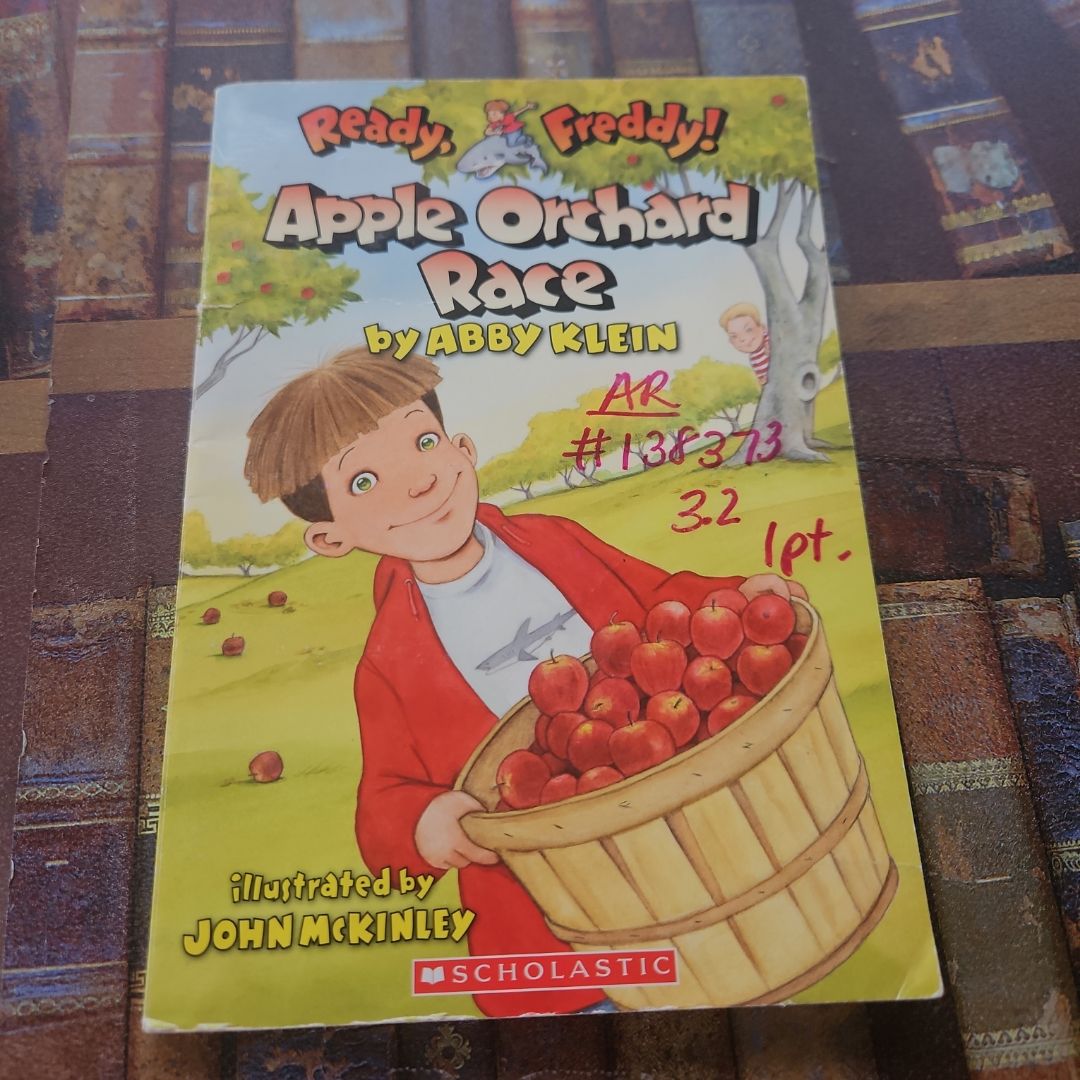 Ready, Freddy!
Apple Orchard
Race
by ABBY KLEIN
AR
#138373
3.2
1pt.
illustrated by
JOHN McKINLEY
SCHOLASTIC